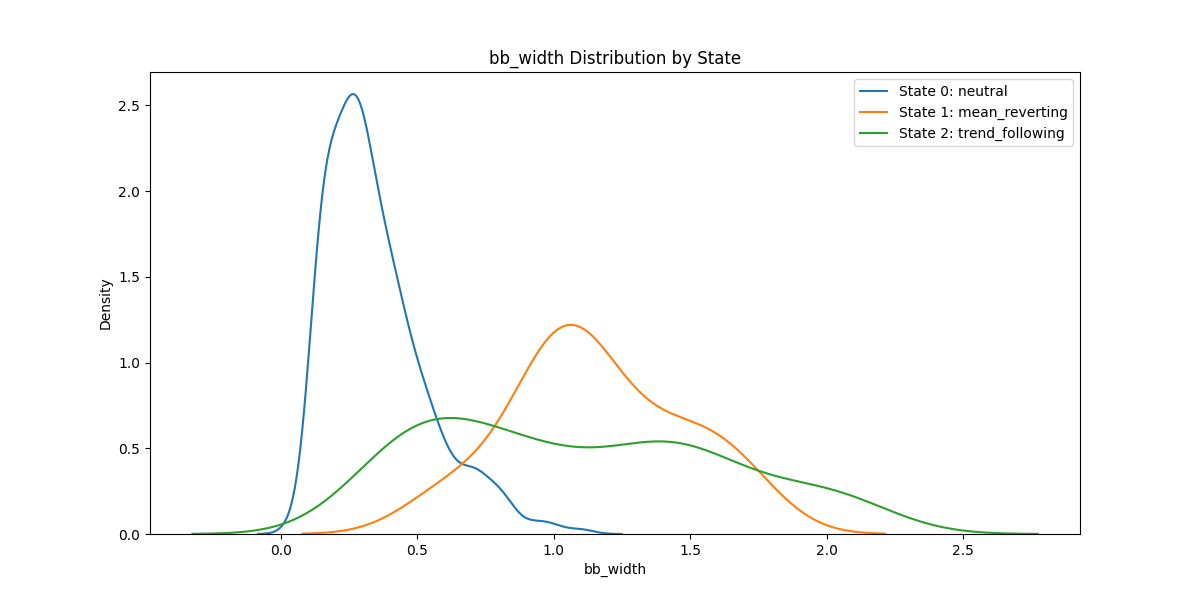 bb_width Distribution by State
State 0: neutral
State 1: mean_reverting
State 2: trend_following
Density
2.5
2.0
1.5
1.0
0.5
0.0
0.0 0.5 1.0 1.5 2.0 2.5
bb_width